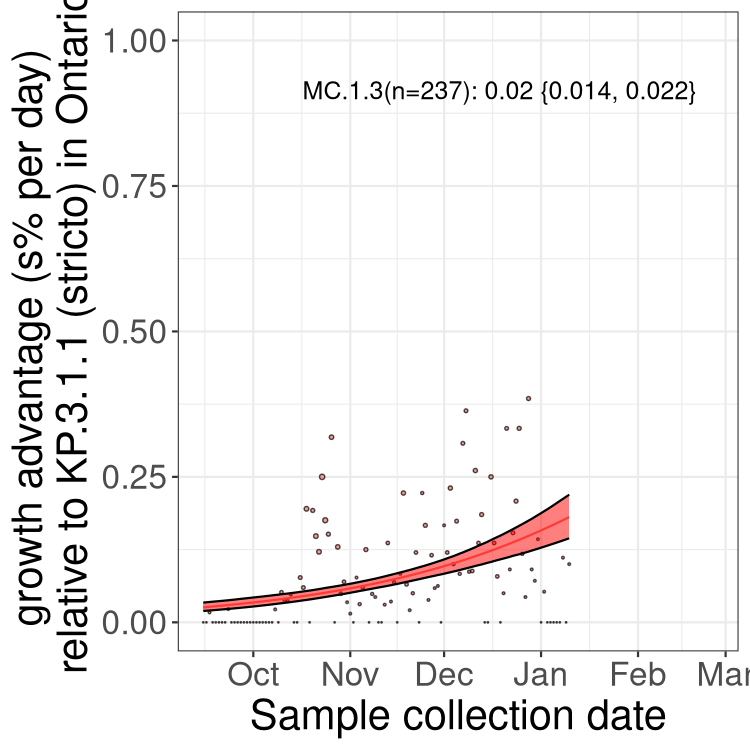 growth advantage (s% per day)
relative to KP.3.1.1 (stricto) in Ontario
1.00
0.75
0.50
0.25
0.00
MC.1.3(n=237): 0.02 {0.014, 0.022}
Oct Nov Dec Jan Feb Mar
Sample collection date